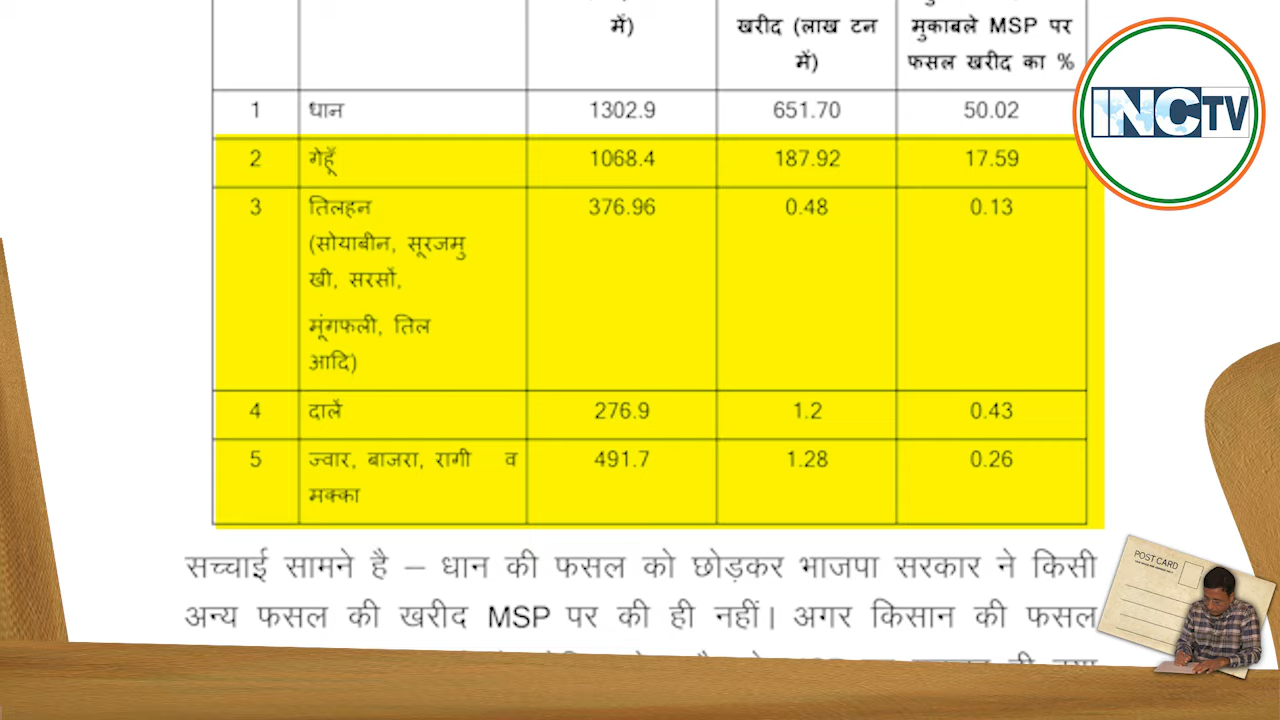 में)
खरीद (लाख टन
में)
मुकाबले MSP पर
फसल खरीद का %
1 धान 1302.9 651.70 50.02
2 गेहूँ 1068.4 187.92 17.59
3 तिलहन 376.96 0.48 0.13
(सोयाबीन, सूरजमु
खी, सरसों,
मूंगफली, तिल
आदि)
4 दालें 276.9 1.2 0.43
5 ज्वार, बाजरा, रागी व 491.7 1.28 0.26
मक्का
सच्चाई सामने है – धान की फसल को छोड़कर भाजपा सरकार ने किसी
अन्य फसल की खरीद MSP पर की ही नहीं। अगर किसान की फसल
INC TV
POST CARD